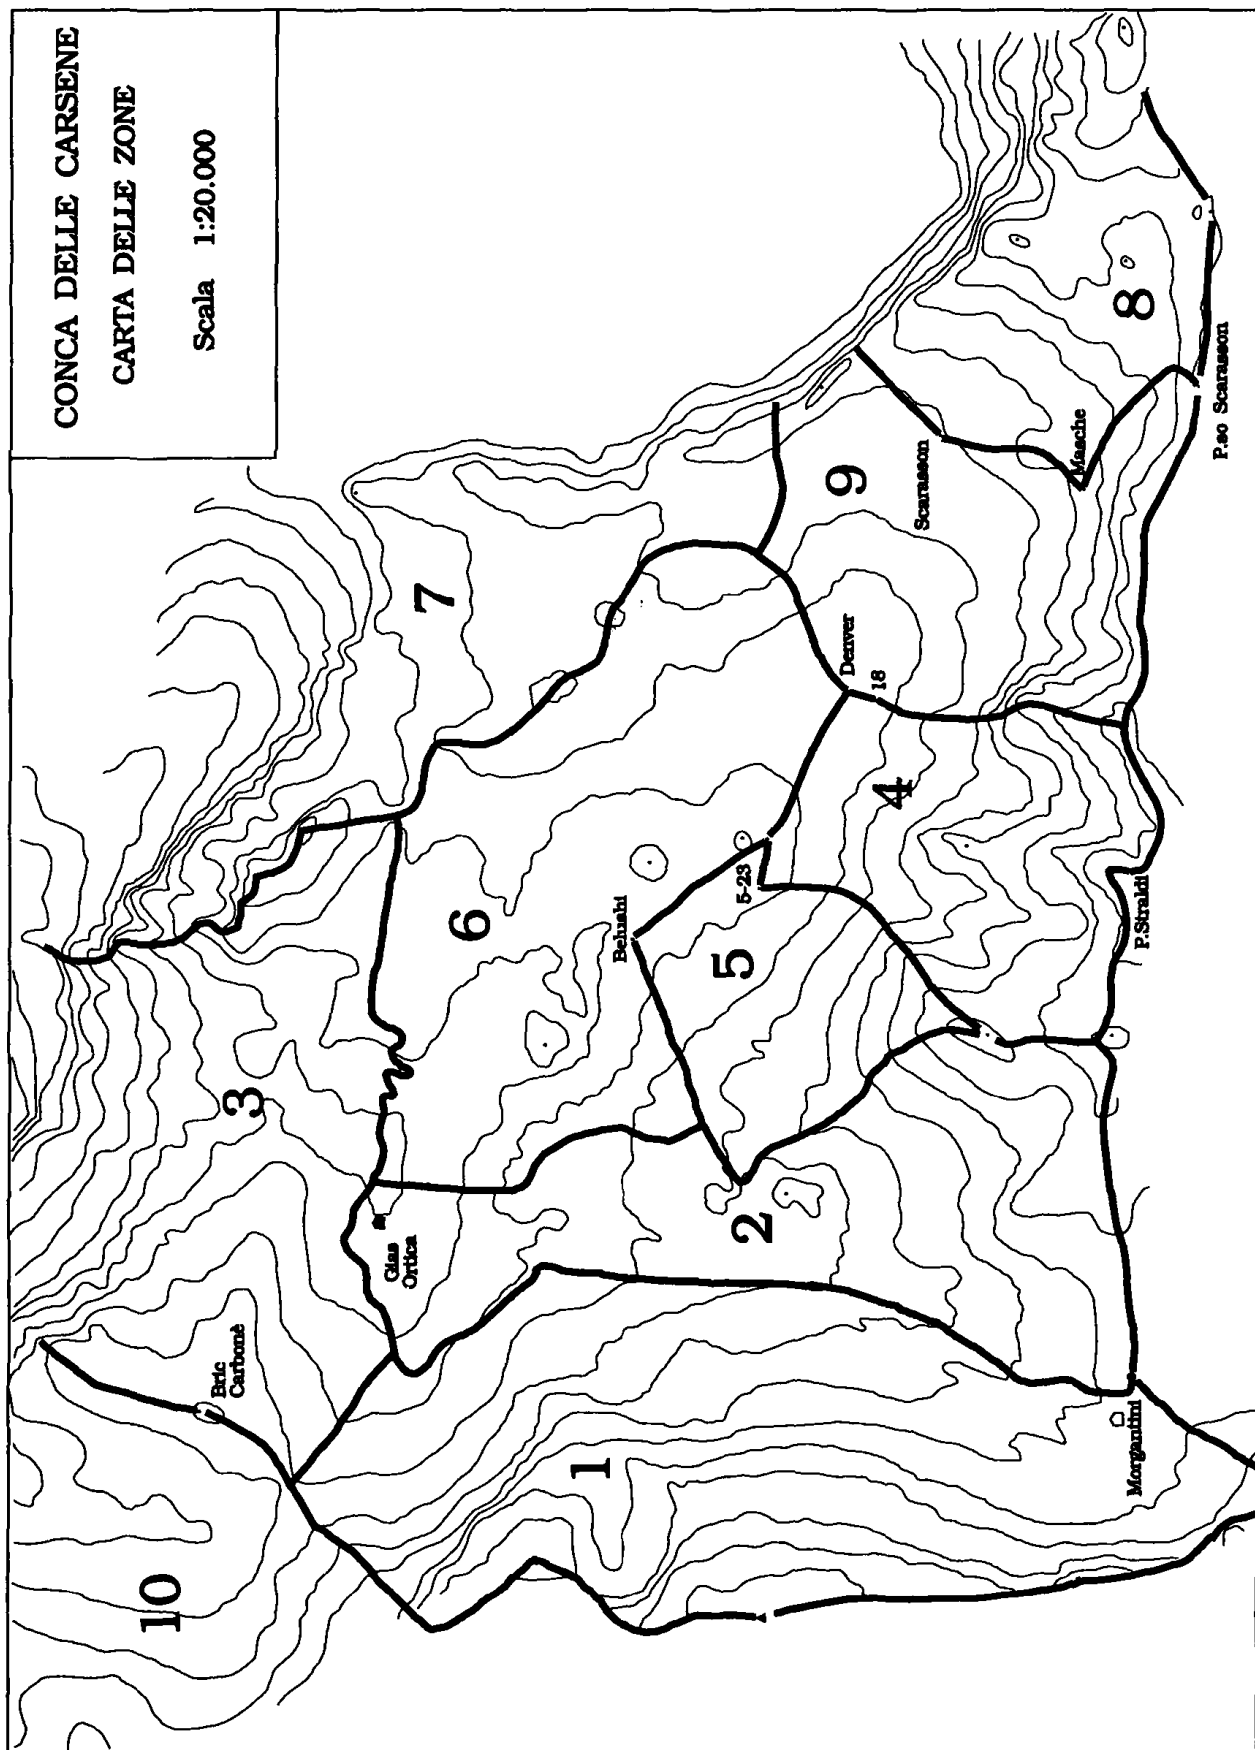 CONCA DELLE CARSENE
CARTA DELLE ZONE
Scala 1:20.000
10
Bric
Carbonè
3
Gias
Ortica
7
6
1
Belushi
5-23
5
2
9
Denver
18
4
Scarasson
Masche
8
P.Straldi
Morgantini
P.so Scarasson